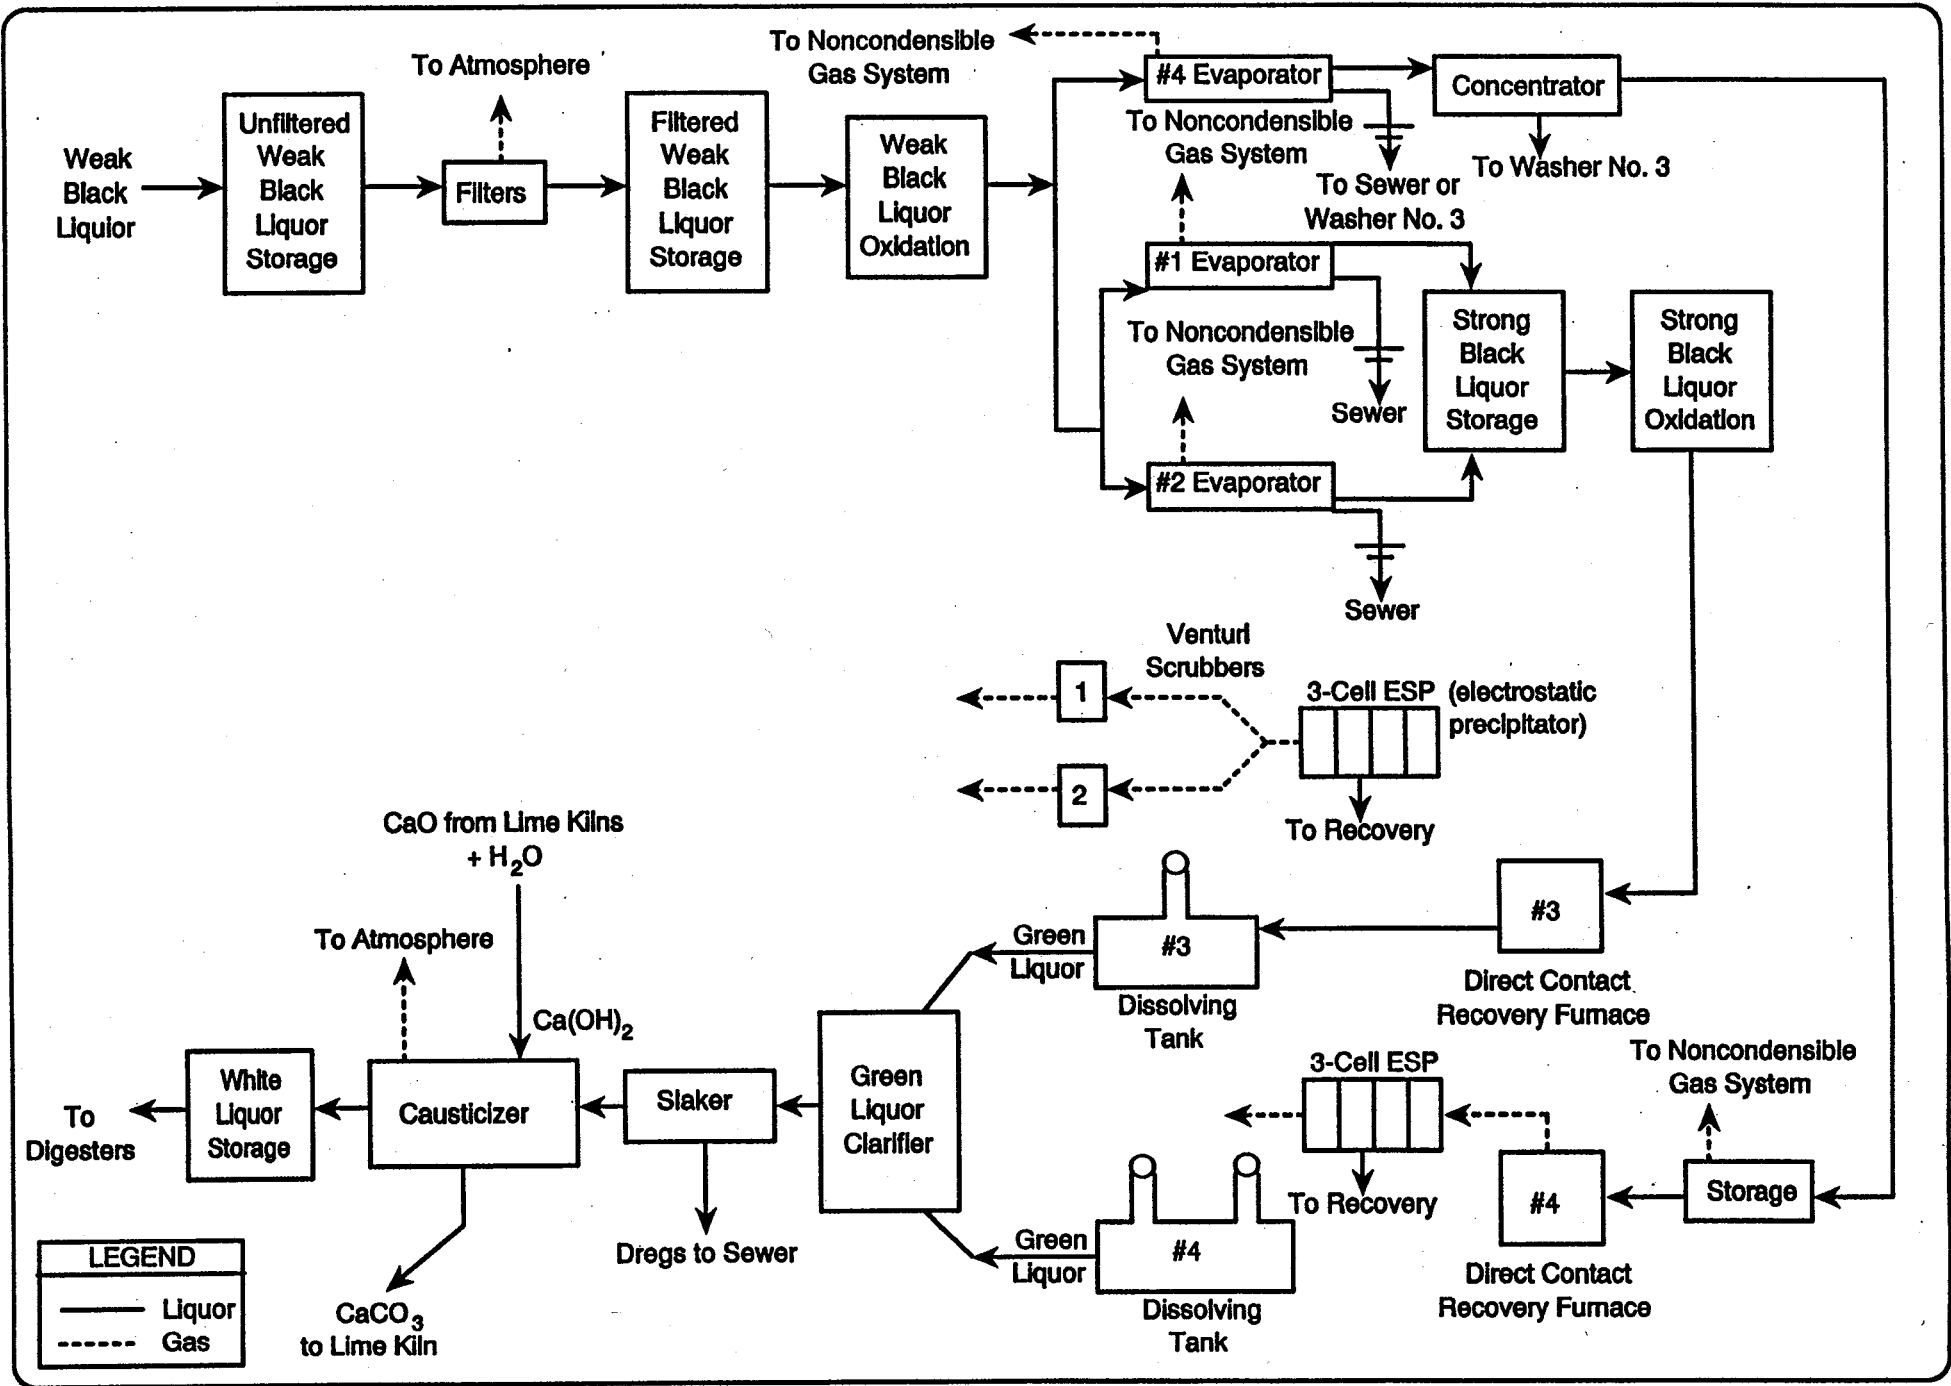 To Atmosphere
To Noncondensible
Gas System
Weak
Black
Liquior
Unfiltered
Weak
Black
Liquor
Storage
Filters
Filtered
Weak
Black
Liquor
Storage
Weak
Black
Liquor
Oxidation
#4 Evaporator
Concentrator
To Noncondensible
Gas System
To Sewer or
Washer No. 3
To Washer No. 3
#1 Evaporator
To Noncondensible
Gas System
Sewer
Strong
Black
Liquor
Storage
Strong
Black
Liquor
Oxidation
#2 Evaporator
Sewer
Venturi
Scrubbers
1
2
3-Cell ESP (electrostatic
precipitator)
To Recovery
#3
Direct Contact
Recovery Furnace
#3
Dissolving
Tank
Green
Liquor
CaO from Lime Kilns
+ H2O
To Atmosphere
Ca(OH)2
To
Digesters
White
Liquor
Storage
Causticizer
Slaker
Green
Liquor
Clarifier
Dregs to Sewer
CaCO3
to Lime Kiln
3-Cell ESP
To Recovery
To Noncondensible
Gas System
Storage
#4
Direct Contact
Recovery Furnace
#4
Dissolving
Tank
Green
Liquor
LEGEND
Liquor
Gas